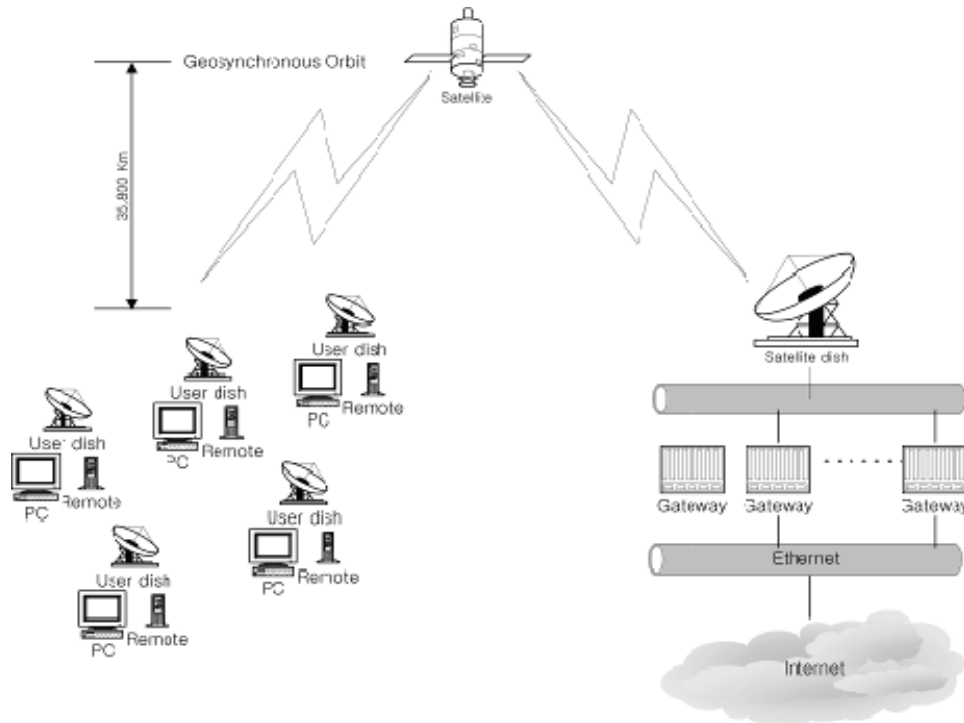 Geosynchronous Orbit
Satellite
35,800 Km
User dish
PC
Remote
User dish
PC
Remote
User dish
PC
Remote
User dish
PC
Remote
User dish
PC
Remote
Satellite dish
Gateway
Gateway
Gateway
Ethernet
Internet